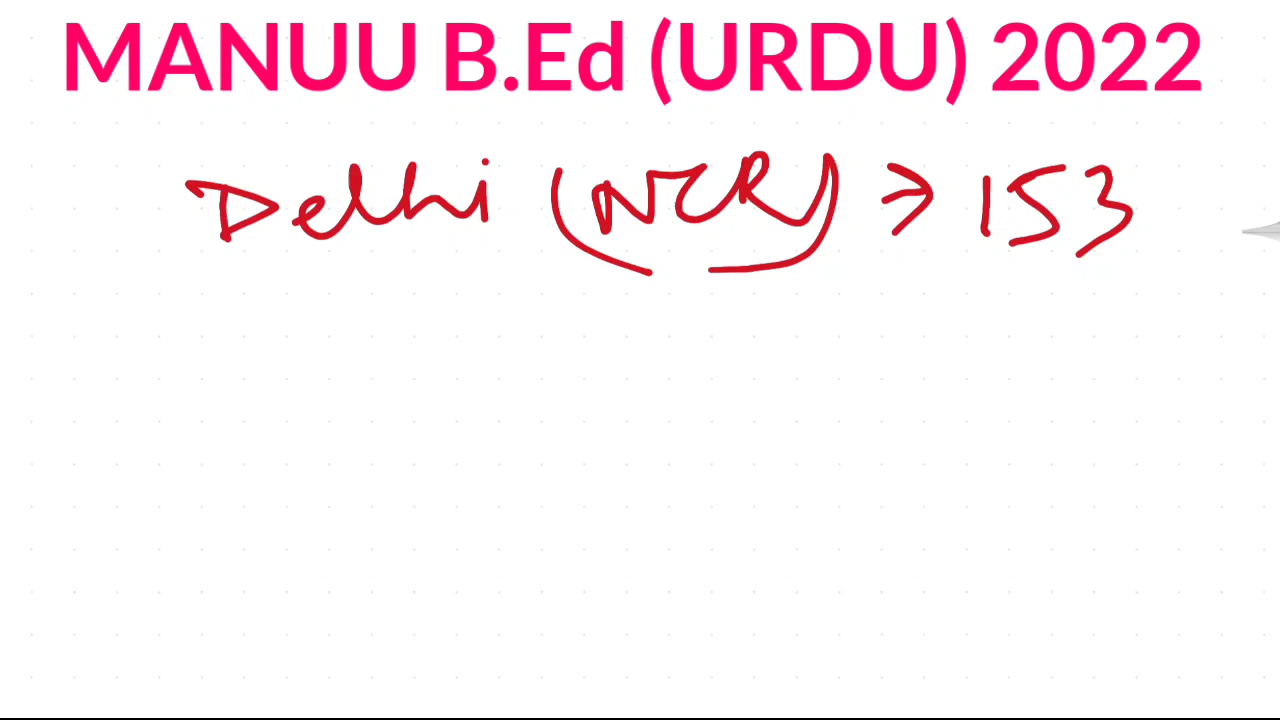 MANUU B.Ed (URDU) 2022
Delhi (NCR) → 153